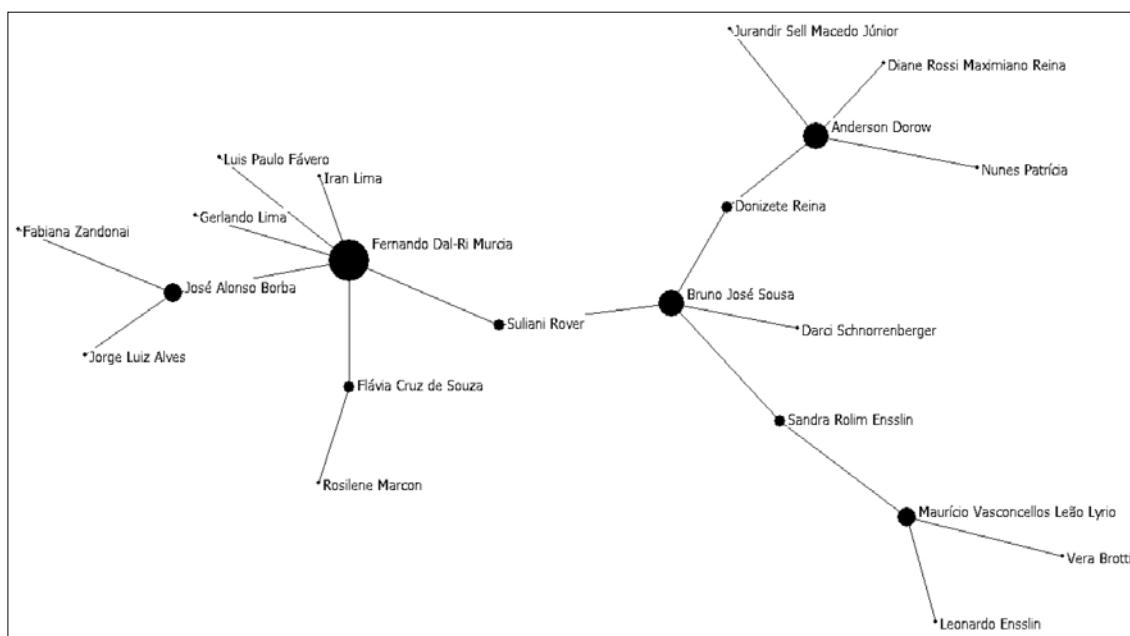 Jurandir Sell Macedo Júnior
Diane Rossi Maximiano Reina
Anderson Dorow
Luis Paulo Fávero
Nunes Patrícia
Iran Lima
Donizete Reina
Gerlando Lima
Fabiana Zandonai
Fernando Dal-Ri Murcia
José Alonso Borba
Bruno José Sousa
Suliani Rover
Darci Schnorrenberger
Jorge Luiz Alves
Flávia Cruz de Souza
Sandra Rolim Ensslin
Rosilene Marcon
Maurício Vasconcellos Leão Lyrio
Vera Brotti
Leonardo Ensslin